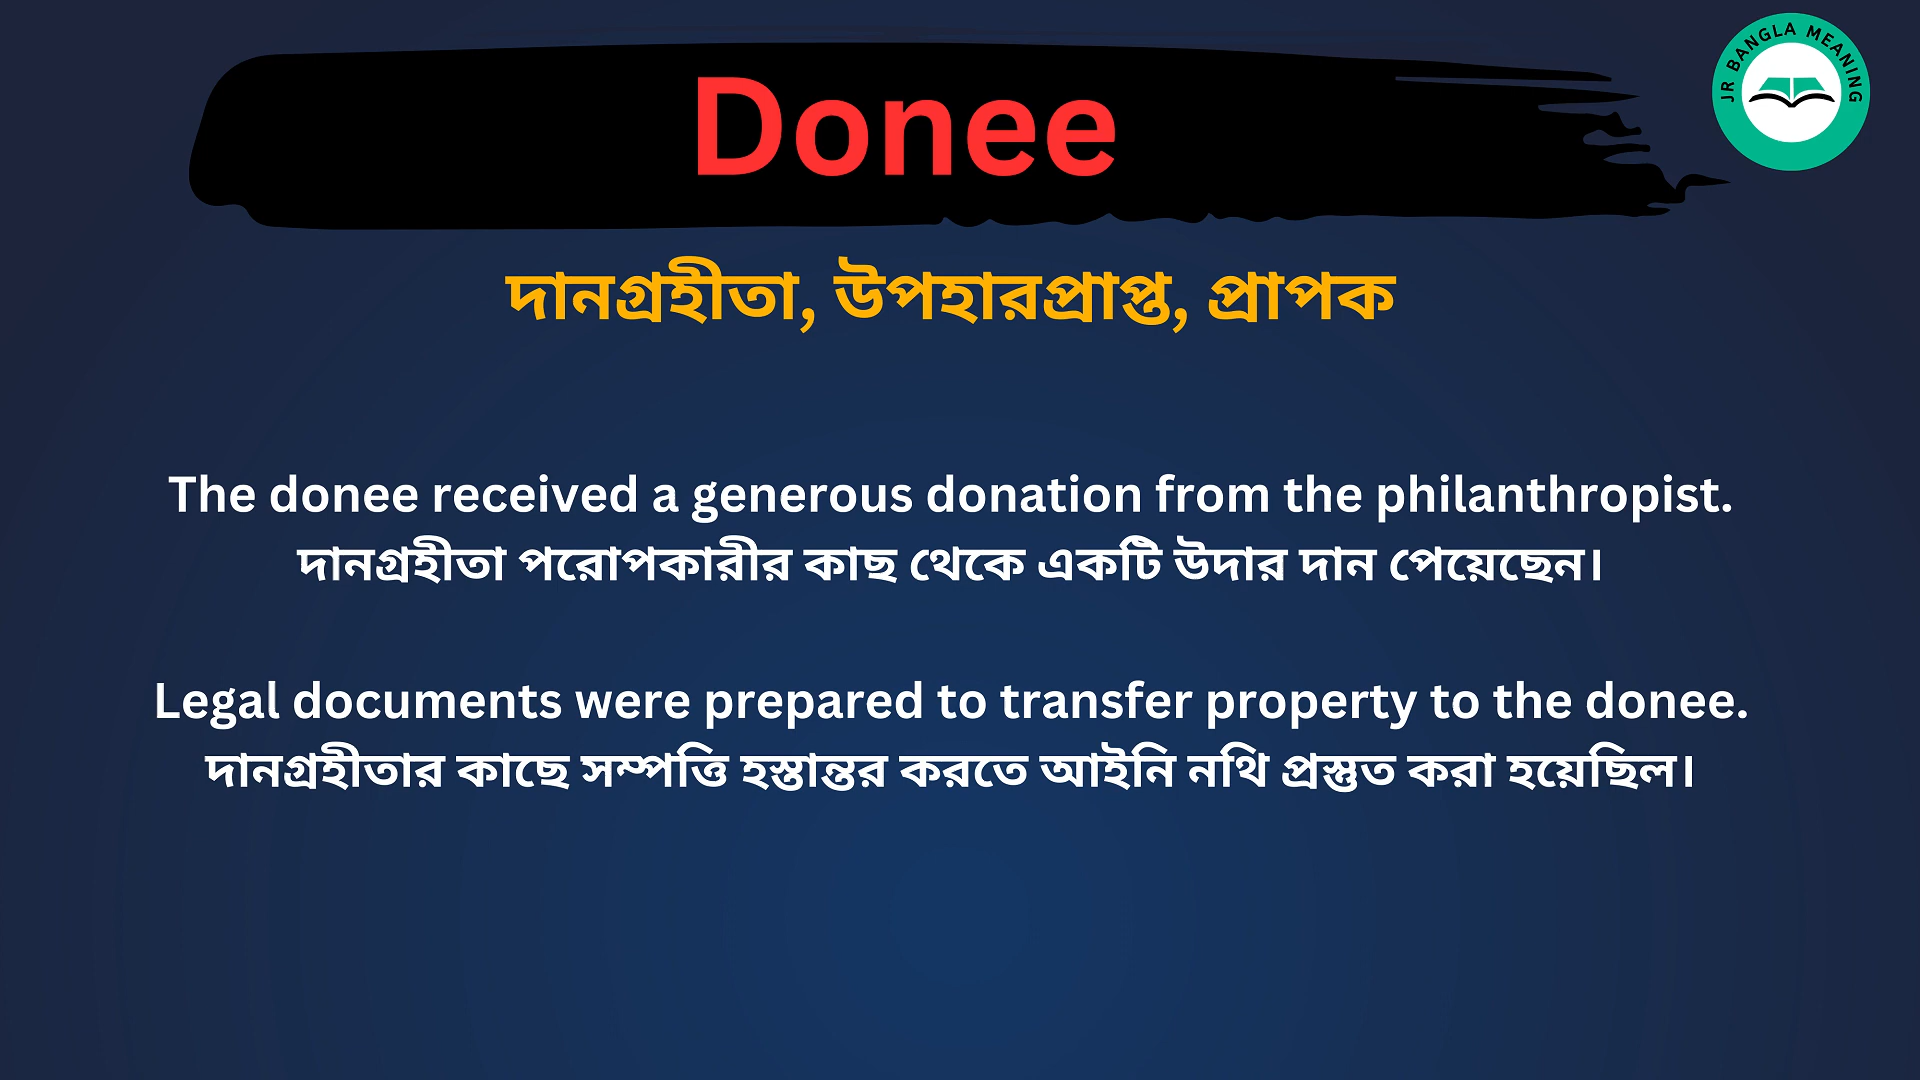 Donee
JR BANGLA MEANING
দানগ্রহীতা, উপহারপ্রাপ্ত, প্রাপক
The donee received a generous donation from the philanthropist.
দানগ্রহীতা পরোপকারীর কাছ থেকে একটি উদার দান পেয়েছেন।
Legal documents were prepared to transfer property to the donee.
দানগ্রহীতার কাছে সম্পত্তি হস্তান্তর করতে আইনি নথি প্রস্তুত করা হয়েছিল।